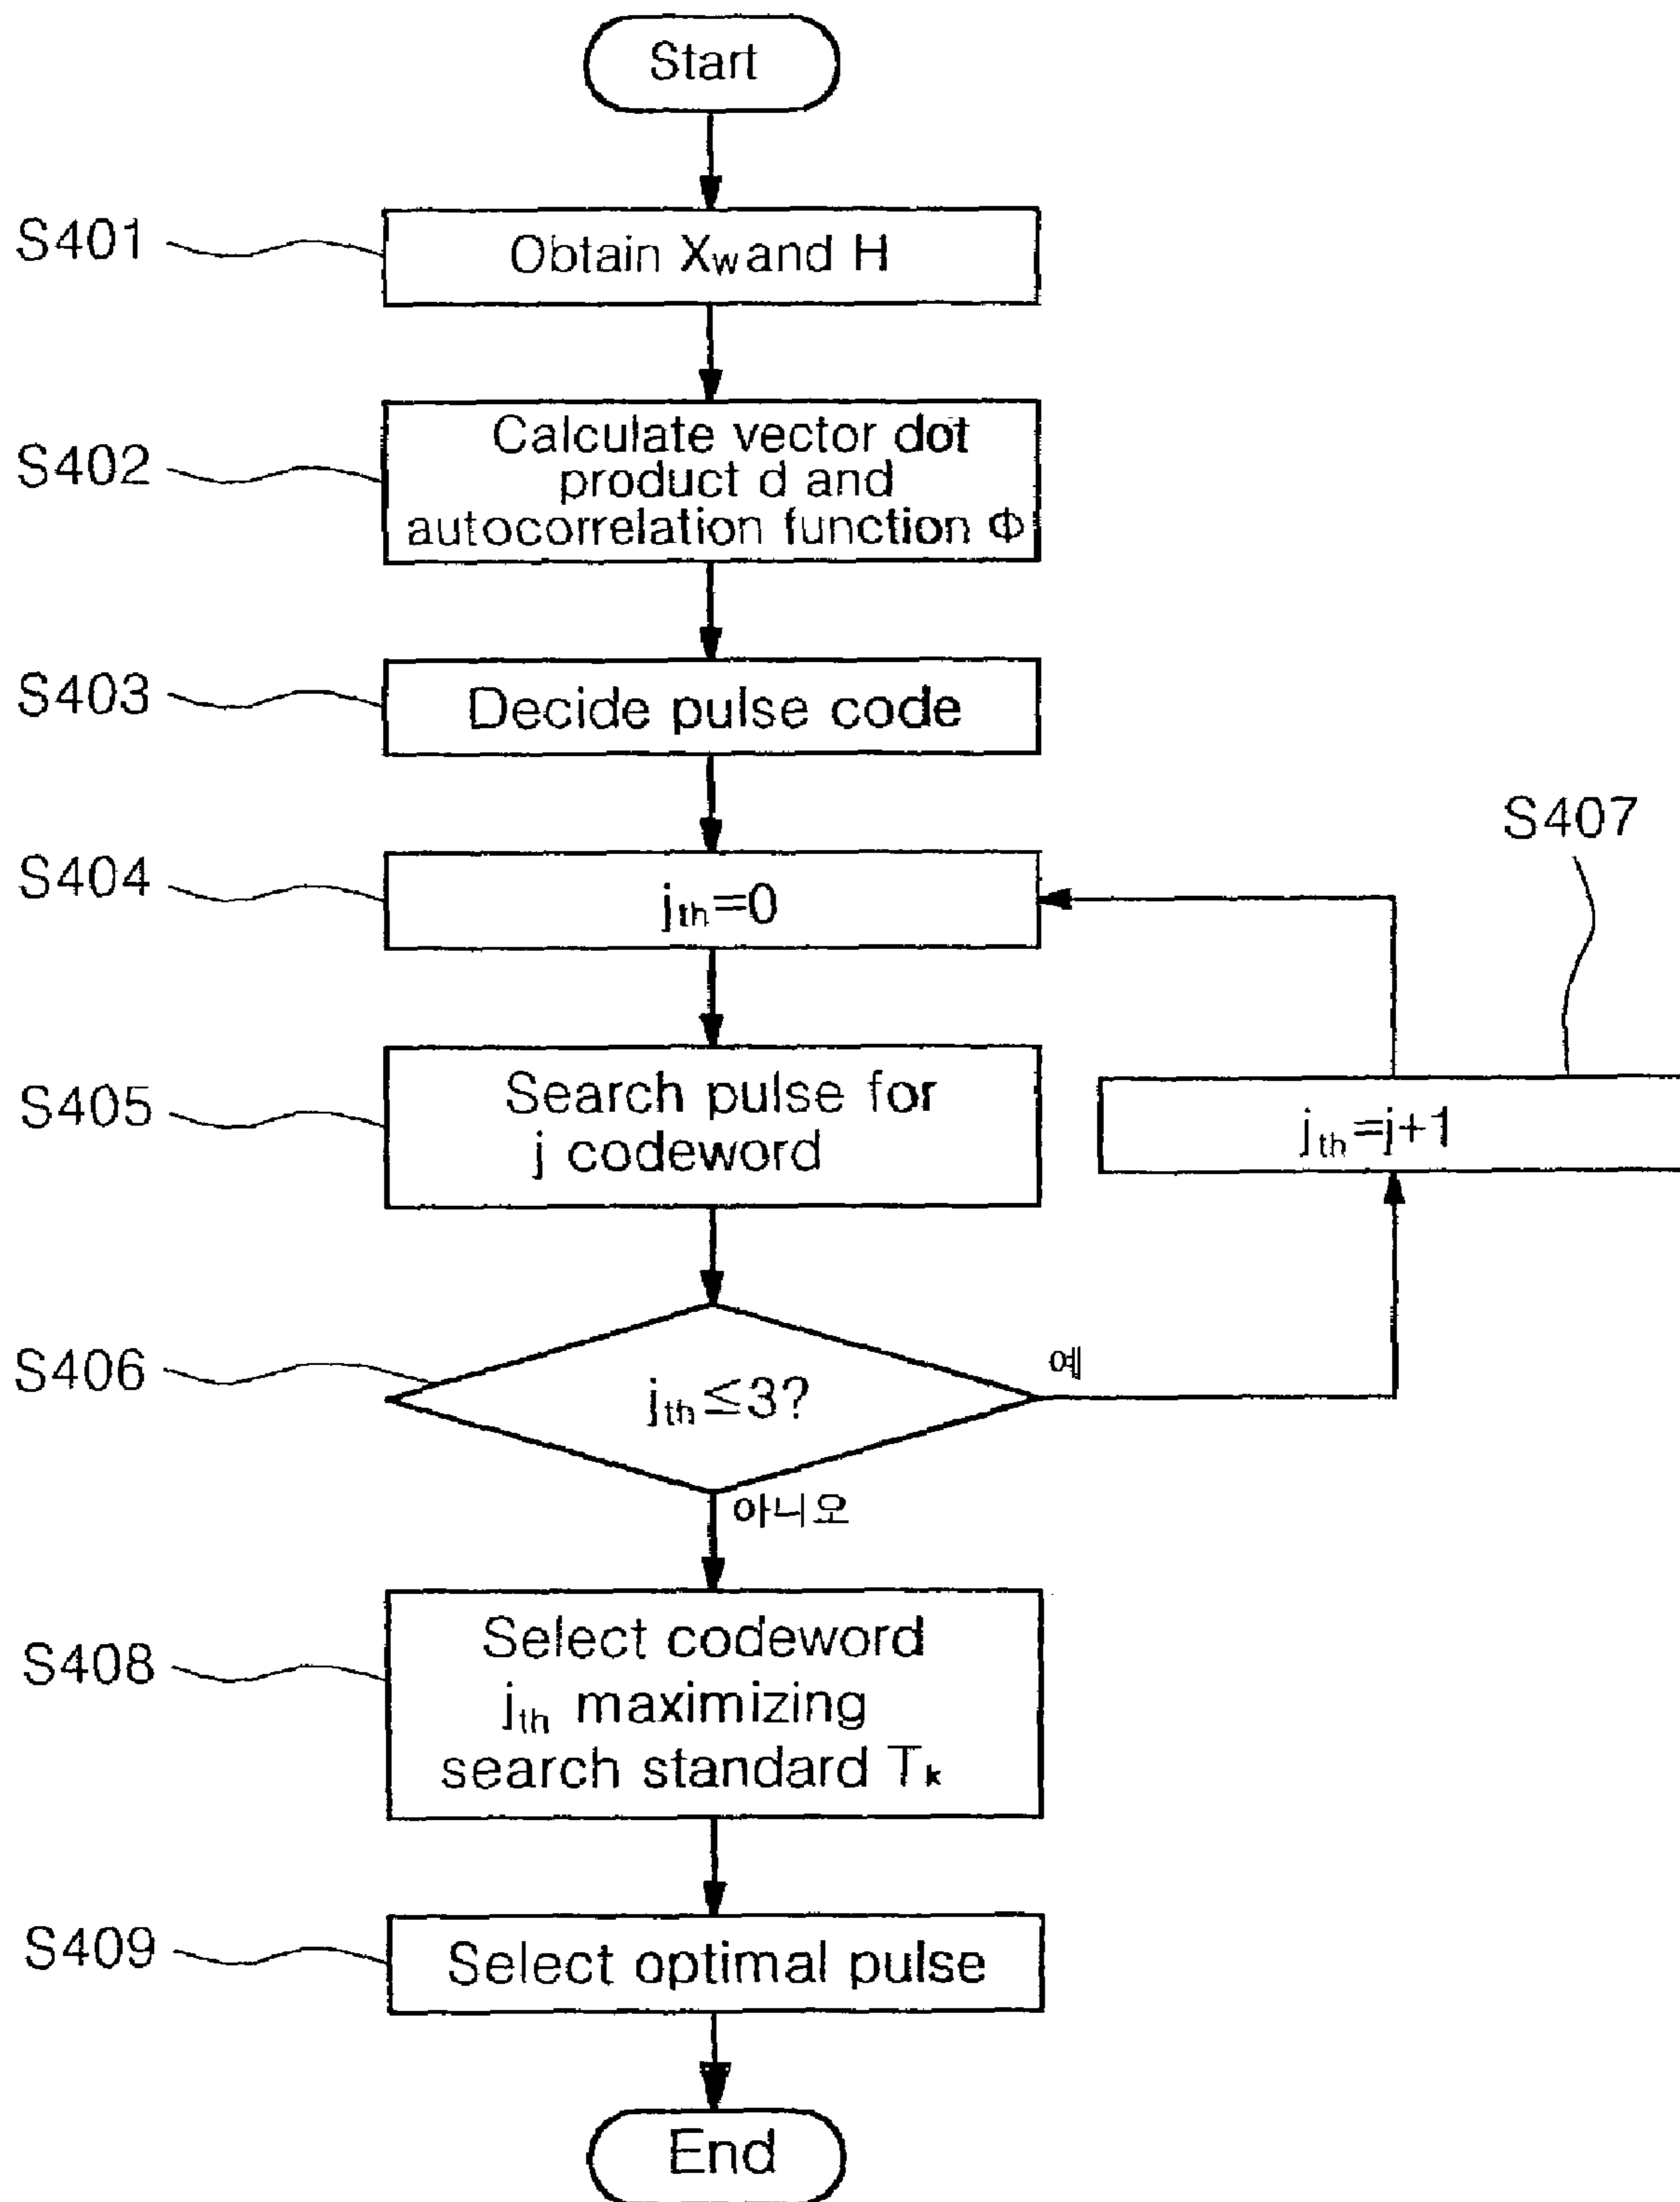 Start
S401
Obtain Xw and H
S402
Calculate vector dot
product d and
autocorrelation function Φ
S403
Decide pulse code
S404
jth=0
S407
S405
Search pulse for
j codeword
jth=j+1
S406
jth≦3?
예
아니오
S408
Select codeword
jth maximizing
search standard Tk
S409
Select optimal pulse
End